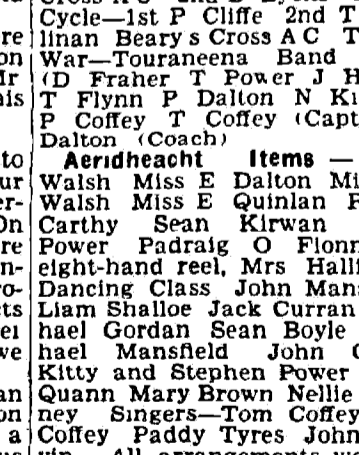 Cycle—1st P Cliffe 2nd T
linan Beary's Cross A C T
War—Touraneena Band
(D Fraher T Power J H
T Flynn P Dalton N Ki
P Coffey T Coffey (Capt
Dalton (Coach)
Aeridheacht Items —
Walsh Miss E Dalton Mi
Walsh Miss E Quinlan
Carthy Sean Kirwan
Power Padraig O Fionn
eight-hand reel, Mrs Halli
Dancing Class John Mans
Liam Shalloe Jack Curran
hael Gordan Sean Boyle
hael Mansfield John
Kitty and Stephen Power
Quann Mary Brown Nellie
ney Singers—Tom Coffey
Coffey Paddy Tyres John
All arrangements